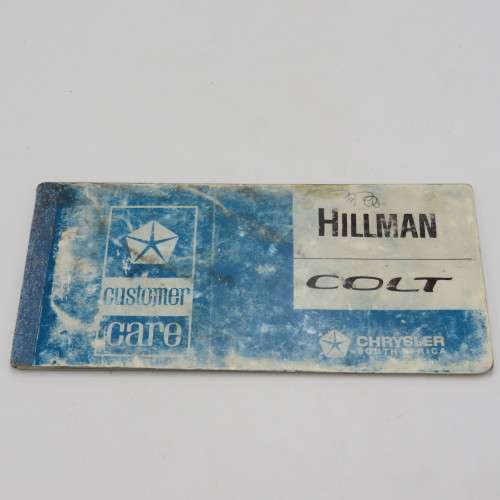 customer
care
HILLMAN
COLT
CHRYSLER
SOUTH AFRICA